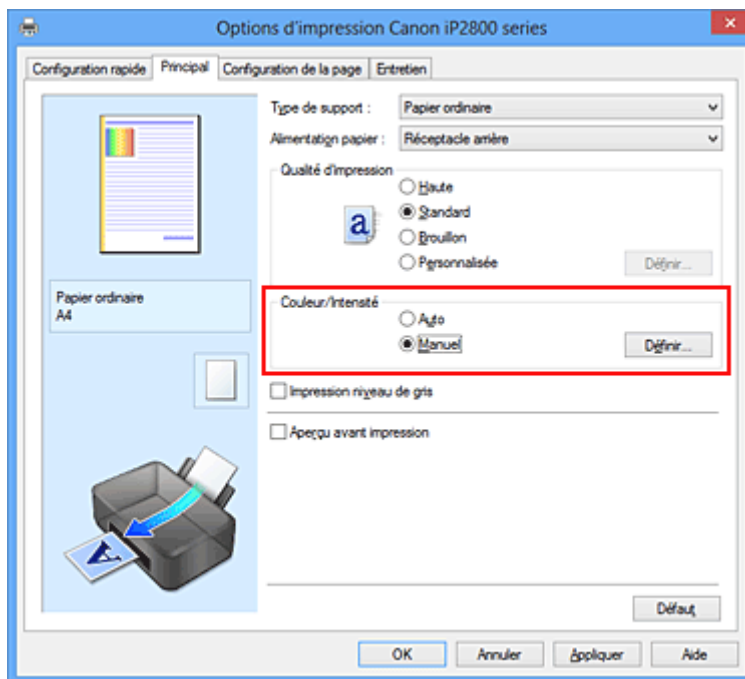 Options d'impression Canon iP2800 series
Configuration rapide Principal Configuration de la page Entretien
Type de support : Papier ordinaire
Alimentation papier : Réceptacle arrière
Qualité d'impression
Haute
a Standard
Brouillon
Personnalisée Définir...
Papier ordinaire
A4
Couleur/Intensité
Auto
Manuel Définir...
Impression niveau de gris
Aperçu avant impression
A
Défaut
OK Annuler Appliquer Aide